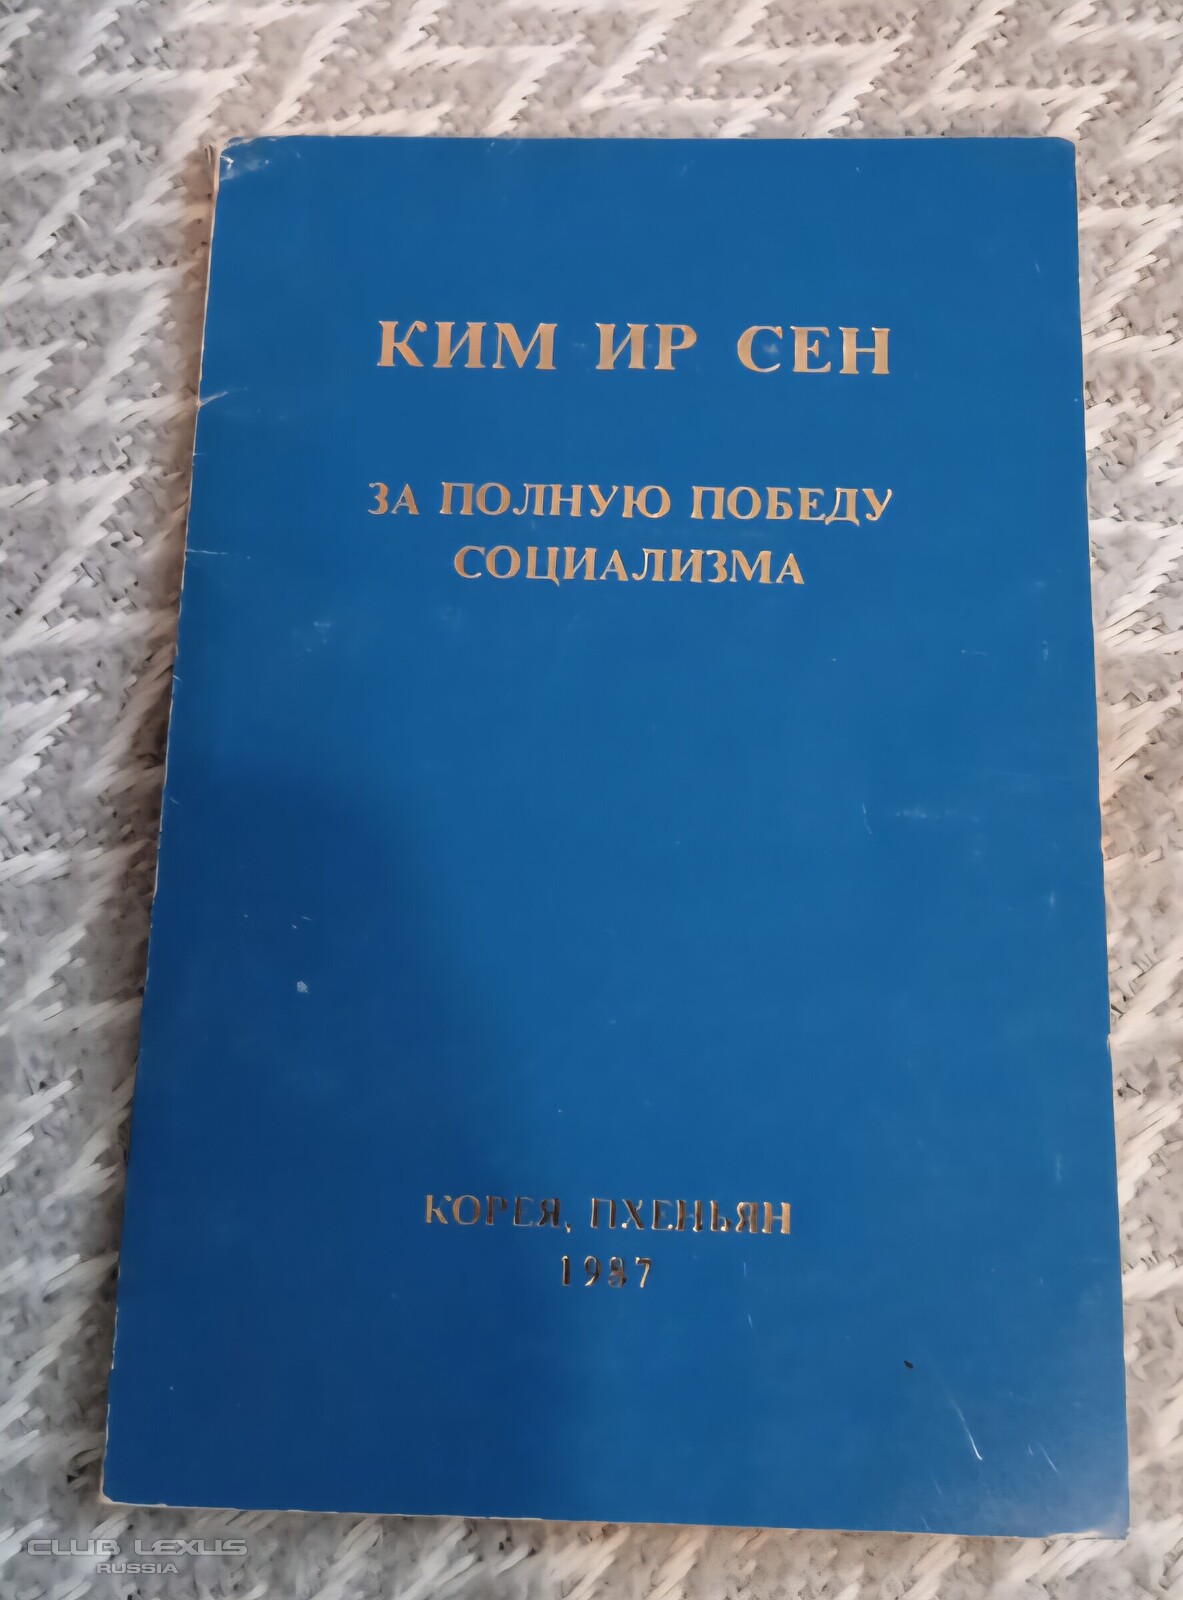 КИМ ИР СЕН
ЗА ПОЛНУЮ ПОБЕДУ
СОЦИАЛИЗМА
КОРЕЯ, ПХЕНЬЯН
1987
CLUB LEXUS
RUSSIA